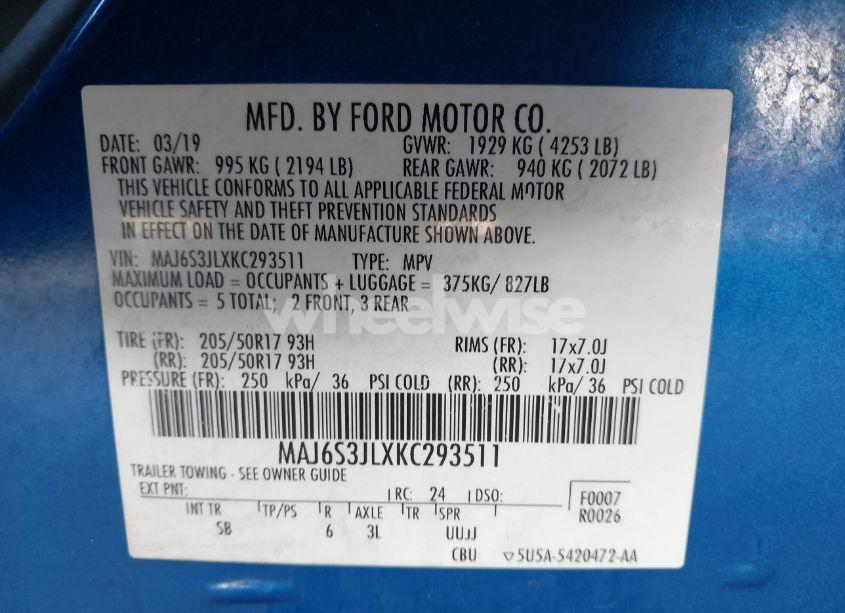 MFD. BY FORD MOTOR CO.
DATE: 03/19 GVWR: 1929 KG ( 4253 LB)
FRONT GAWR: 995 KG ( 2194 LB) REAR GAWR: 940 KG ( 2072 LB)
THIS VEHICLE CONFORMS TO ALL APPLICABLE FEDERAL MOTOR
VEHICLE SAFETY AND THEFT PREVENTION STANDARDS
IN EFFECT ON THE DATE OF MANUFACTURE SHOWN ABOVE.
VIN: MAJ6S3JLXKC293511 TYPE: MPV
MAXIMUM LOAD = OCCUPANTS + LUGGAGE = 375KG/ 827LB
OCCUPANTS = 5 TOTAL; 2 FRONT, 3 REAR
wheelwise
TIRE (FR): 205/50R17 93H RIMS (FR): 17x7.0J
(RR): 205/50R17 93H (RR): 17x7.0J
PRESSURE (FR): 250 kPa/ 36 PSI COLD (RR): 250 kPa/ 36 PSI COLD
MAJ6S3JLXKC293511
TRAILER TOWING - SEE OWNER GUIDE
EXT PNT: RC: 24 DSO: F0007
INT TR TP/PS R AXLE TR SPR R0026
SB 6 3L UUJJ
CBU ▽5U5A-5420472-AA